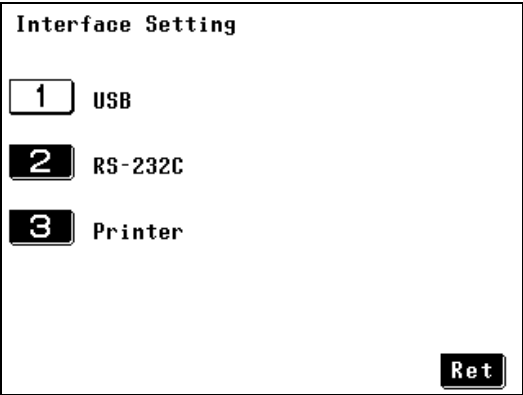 Interface Setting
1 USB
2 RS-232C
3 Printer
Ret